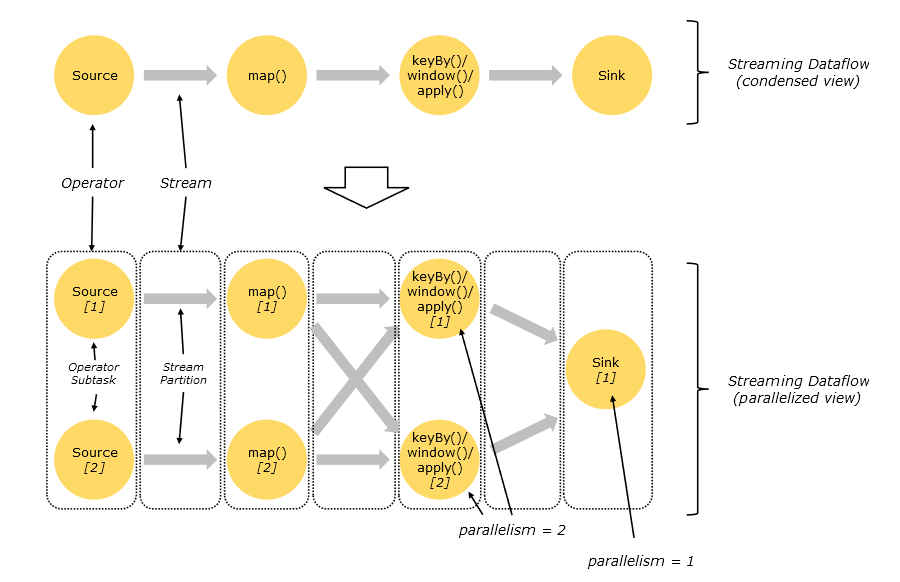 Source
map()
keyBy()/
window()/
apply()
Sink
Streaming Dataflow
(condensed view)
Operator
Stream
Source
[1]
map()
[1]
keyBy()/
window()/
apply()
[1]
Operator
Subtask
Stream
Partition
Sink
[1]
Streaming Dataflow
(parallelized view)
Source
[2]
map()
[2]
keyBy()/
window()/
apply()
[2]
parallelism = 2
parallelism = 1